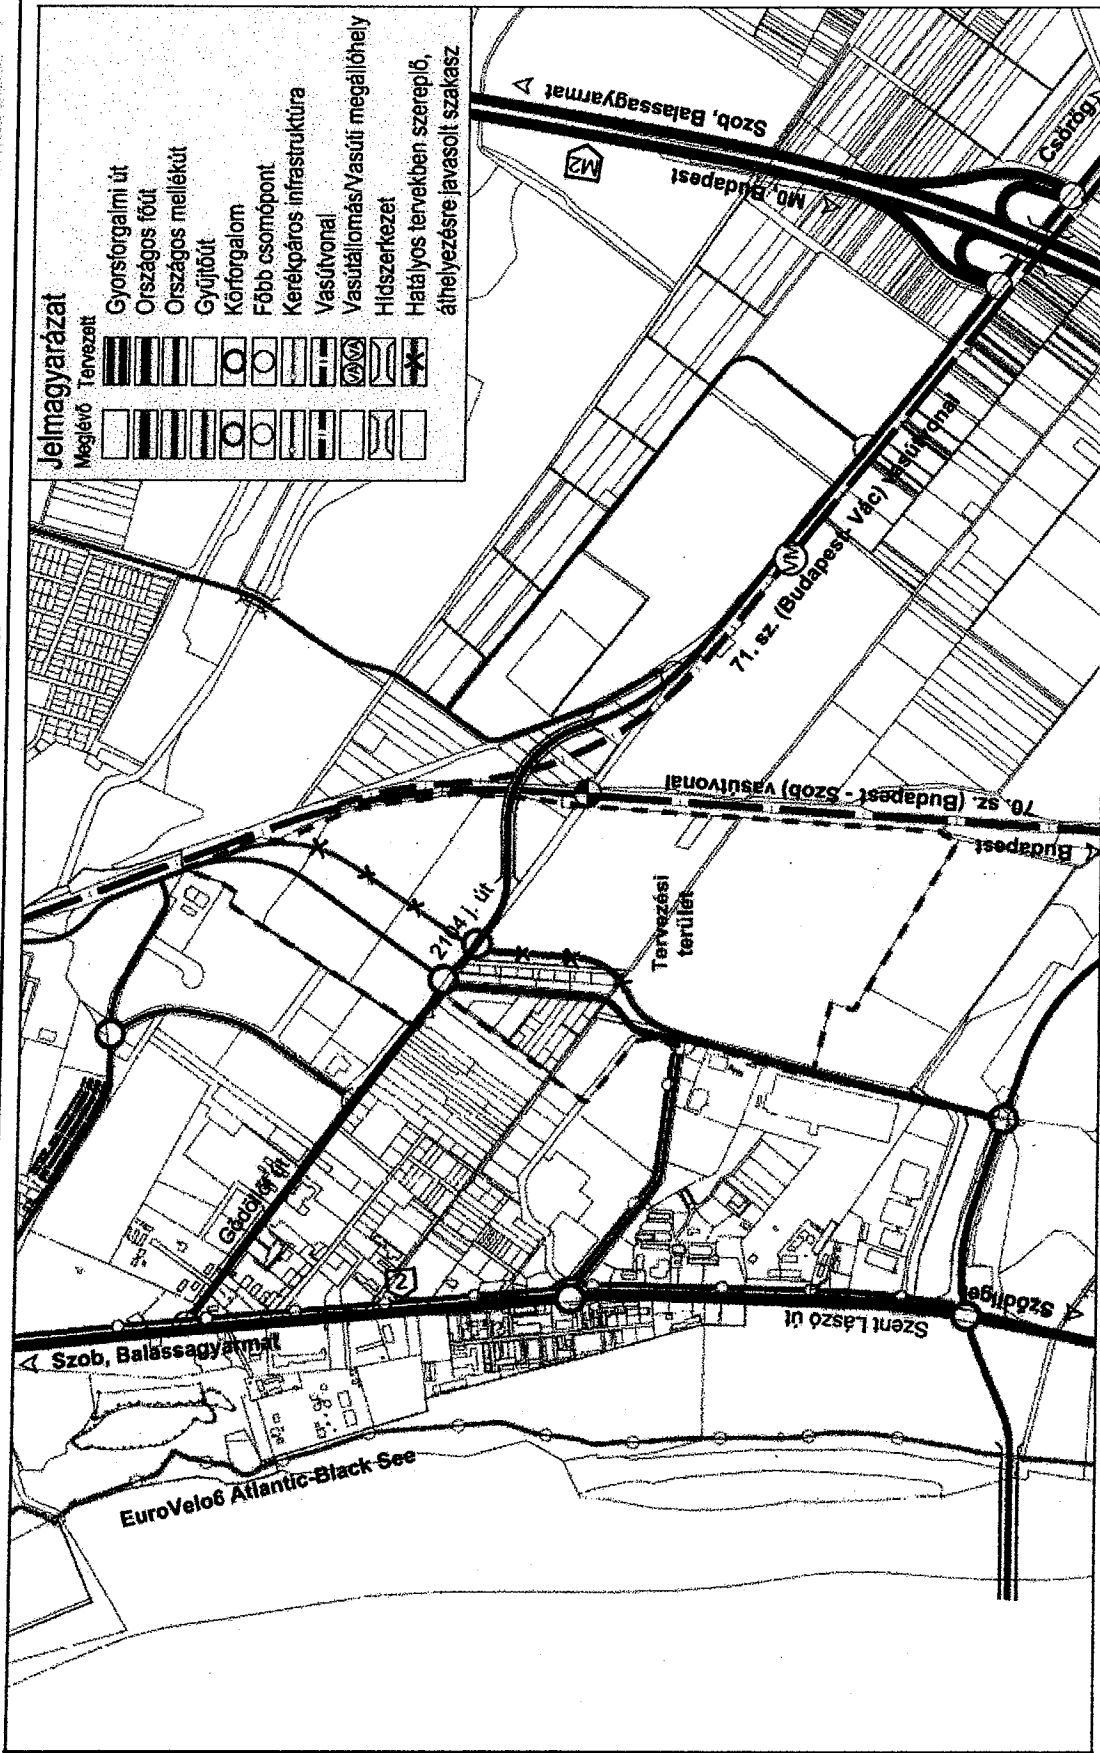 Jelmagyarázat
Meglévő Tervezett
Gyorsforgalmi út
Országos főút
Országos mellékút
Gyűjtőút
Körforgalom
Főbb csomópont
Kerékpáros infrastruktúra
Vasútvonal
Vasútállomás/Vasúti megállóhely
Hídszerkezet
Hatályos tervekben szereplő,
áthelyezésre javasolt szakasz
Szob, Balassagyarmat
M2
M0, Budapest
Csörög
71. sz. (Budapest - Vác) vasútvonal
VM
70. sz. (Budapest - Szob) vasútvonal
Budapest
2104 j. út
Tervezési
terület
Gödöllői út
2
Szob, Balassagyarmat
Szent László út
Sződliget
EuroVelo6 Atlantic-Black See